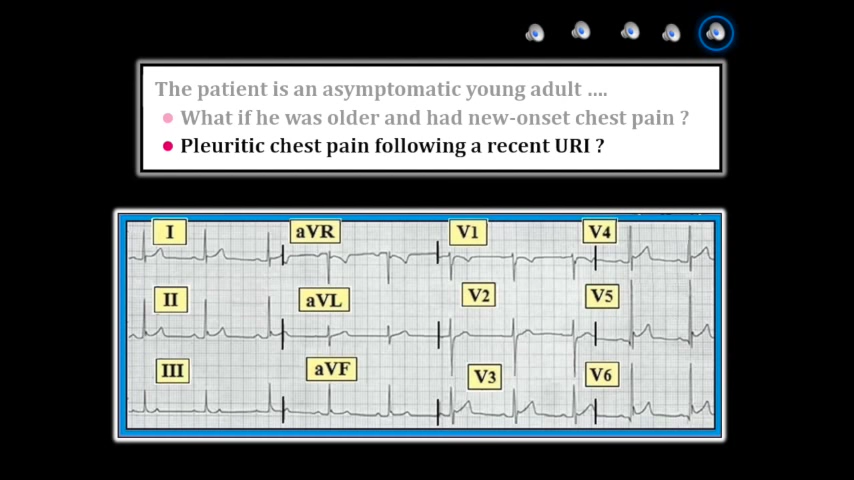 The patient is an asymptomatic young adult ....
What if he was older and had new-onset chest pain ?
Pleuritic chest pain following a recent URI ?
I aVR V1 V4
II aVL V2 V5
III aVF V3 V6